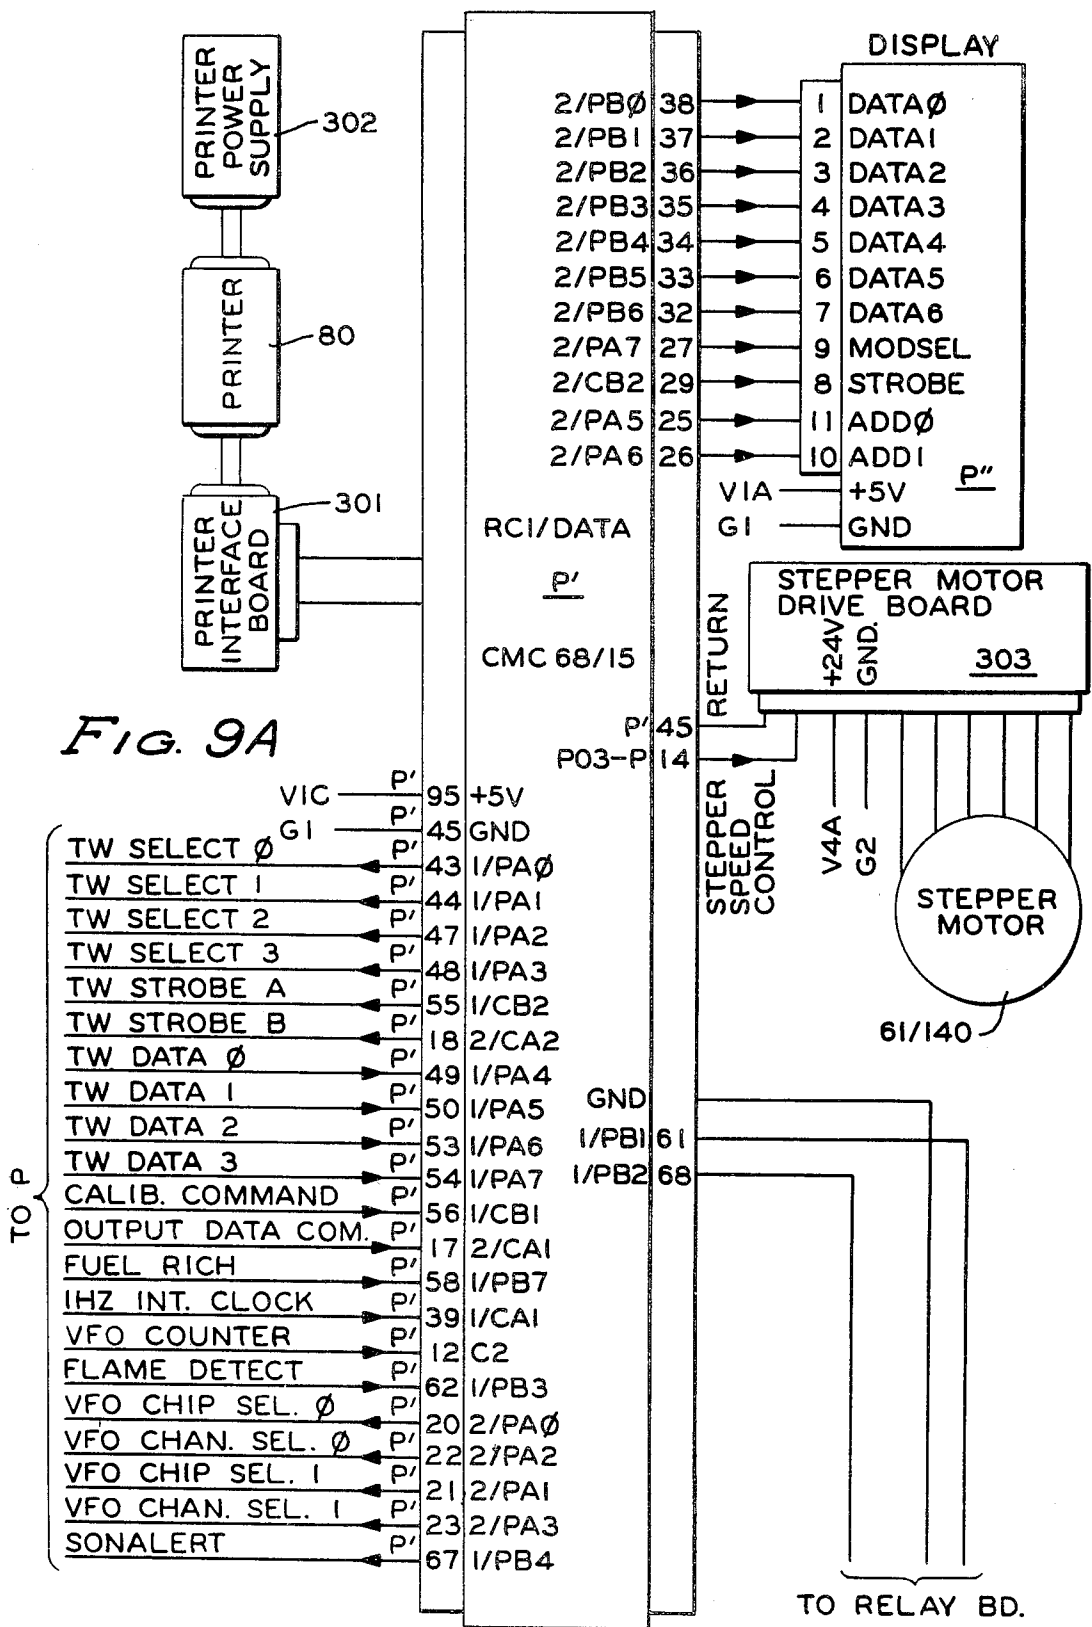 DISPLAY
PRINTER
POWER
SUPPLY
302
PRINTER
80
PRINTER
INTERFACE
BOARD
301
2/PBØ 38 1 DATAØ
2/PB1 37 2 DATA1
2/PB2 36 3 DATA2
2/PB3 35 4 DATA3
2/PB4 34 5 DATA4
2/PB5 33 6 DATA5
2/PB6 32 7 DATA6
2/PA7 27 9 MODSEL
2/CB2 29 8 STROBE
2/PA5 25 11 ADDØ
2/PA6 26 10 ADD1
P"
V1A +5V
G1 GND
RCI/DATA
P'
CMC 68/15
STEPPER MOTOR
DRIVE BOARD
+24V
GND.
303
RETURN
P' 45
P03-P 14
STEPPER
SPEED
CONTROL
V4A
G2
STEPPER
MOTOR
61/140
FIG. 9A
V1C P' 95 +5V
G1 P' 45 GND
TO P
TW SELECT Ø P' 43 1/PAØ
TW SELECT 1 P' 44 1/PA1
TW SELECT 2 P' 47 1/PA2
TW SELECT 3 P' 48 1/PA3
TW STROBE A P' 55 1/CB2
TW STROBE B P' 18 2/CA2
TW DATA Ø P' 49 1/PA4
TW DATA 1 P' 50 1/PA5
TW DATA 2 P' 53 1/PA6
TW DATA 3 P' 54 1/PA7
CALIB. COMMAND P' 56 1/CB1
OUTPUT DATA COM. P' 17 2/CA1
FUEL RICH P' 58 1/PB7
1HZ INT. CLOCK P' 39 1/CA1
VFO COUNTER P' 12 C2
FLAME DETECT P' 62 1/PB3
VFO CHIP SEL. Ø P' 20 2/PAØ
VFO CHAN. SEL. Ø P' 22 2/PA2
VFO CHIP SEL. 1 P' 21 2/PA1
VFO CHAN. SEL. 1 P' 23 2/PA3
SONALERT P' 67 1/PB4
GND
1/PB1 61
1/PB2 68
TO RELAY BD.